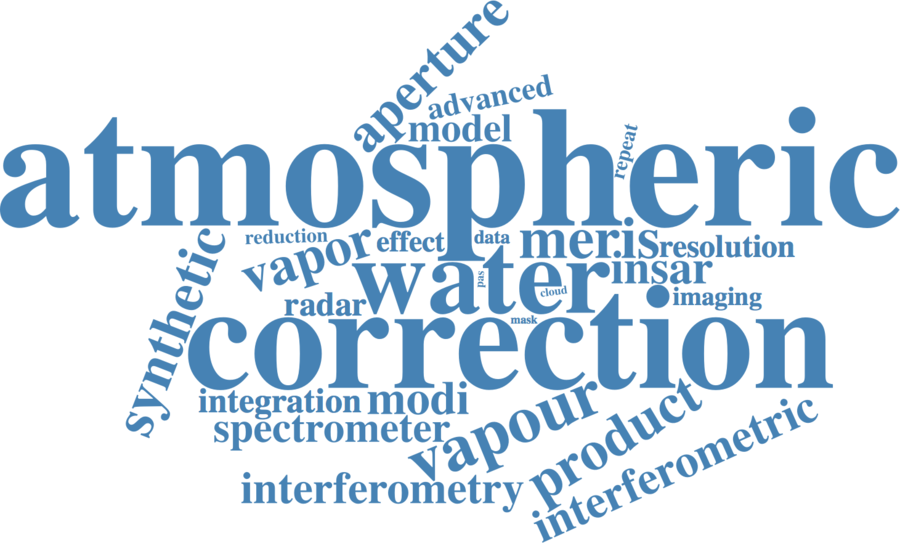 aperture
advanced
model
repeat
atmospheric
synthetic
reduction
vapor
effect
data
meris
resolution
water
pas
cloud
insar
radar
imaging
mask
correction
integration
modi
spectrometer
vapour
product
interferometry
interferometric